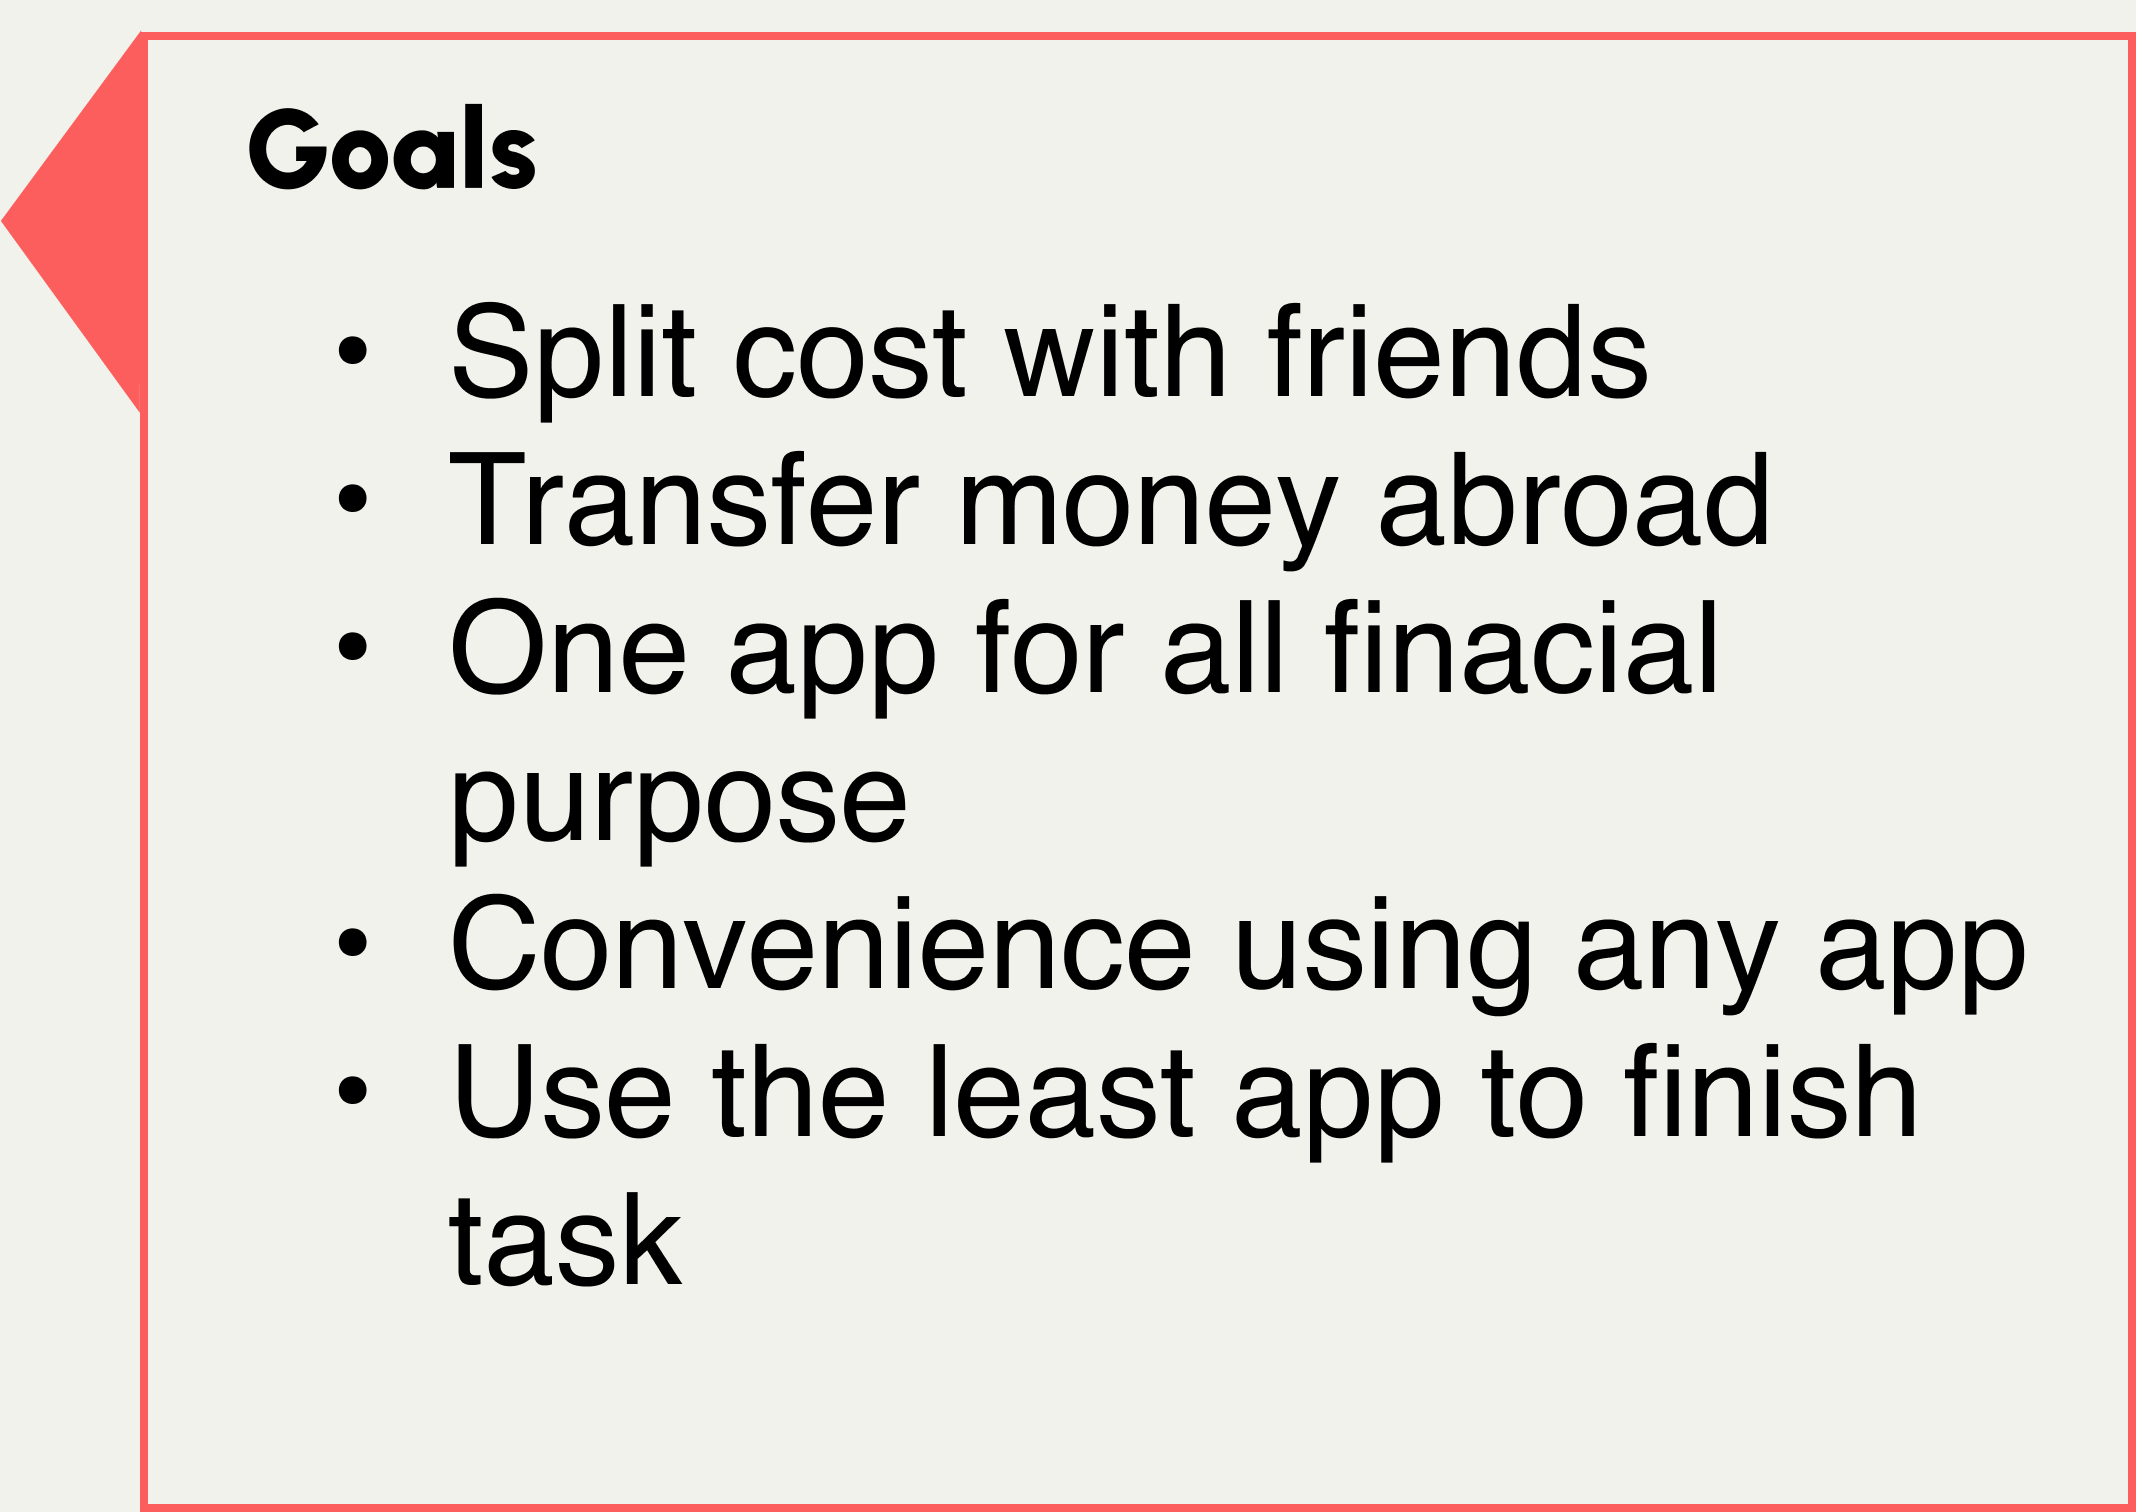 Goals
• Split cost with friends
• Transfer money abroad
• One app for all finacial
purpose
• Convenience using any app
• Use the least app to finish
task